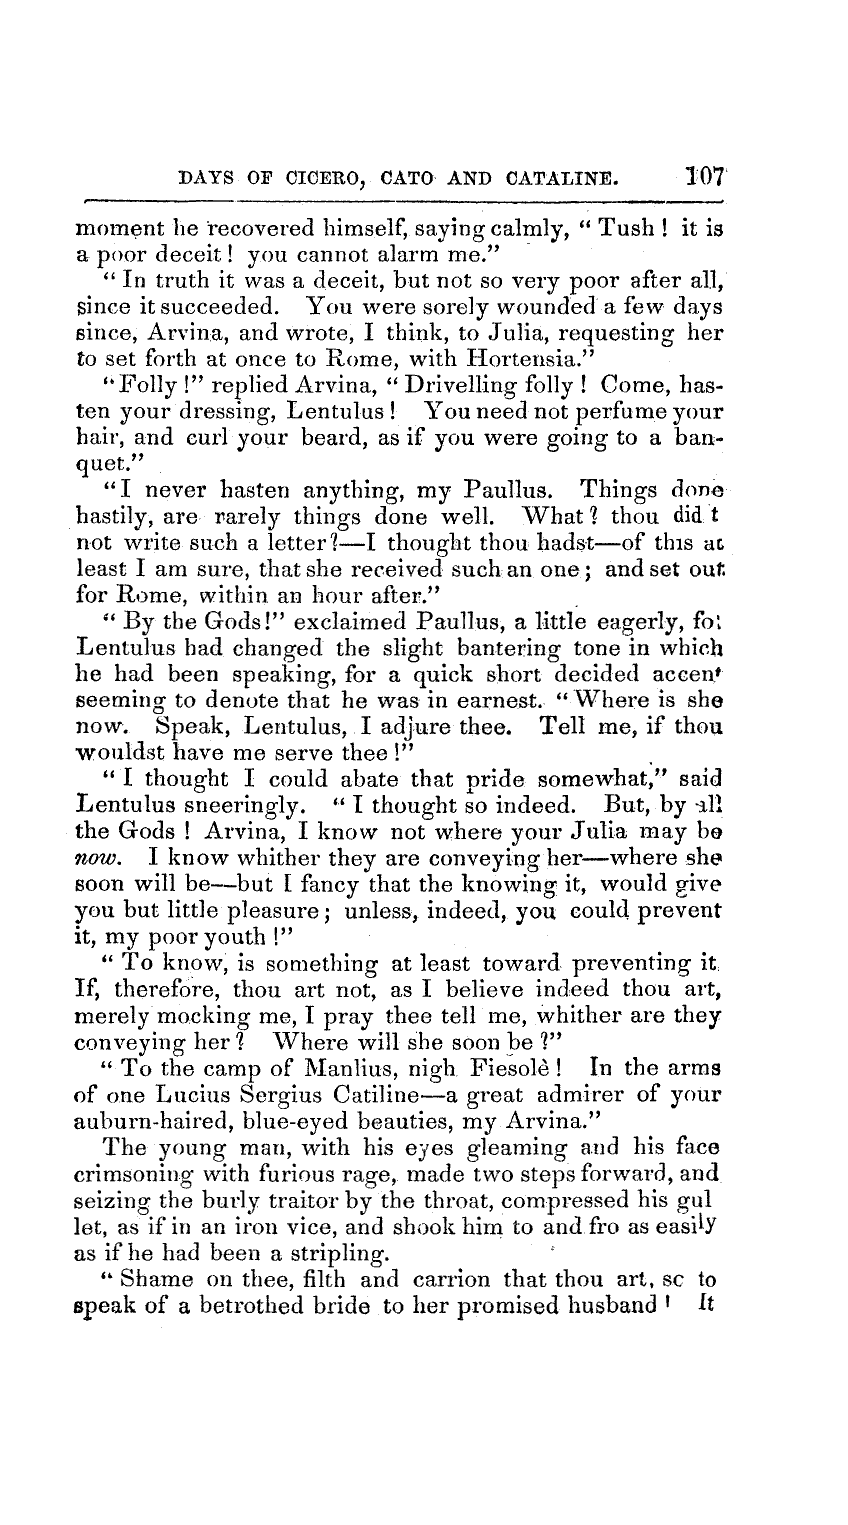 DAYS OF CICERO, CATO AND CATALINE. 107
moment he recovered himself, saying calmly, “ Tush ! it is
a poor deceit ! you cannot alarm me.”
“ In truth it was a deceit, but not so very poor after all,
since it succeeded. You were sorely wounded a few days
since, Arvina, and wrote, I think, to Julia, requesting her
to set forth at once to Rome, with Hortensia.”
“Folly !” replied Arvina, “ Drivelling folly ! Come, has-
ten your dressing, Lentulus ! You need not perfume your
hair, and curl your beard, as if you were going to a ban-
quet.”
“I never hasten anything, my Paullus. Things done
hastily, are rarely things done well. What ? thou did t
not write such a letter ?—I thought thou hadst—of this at
least I am sure, that she received such an one ; and set out
for Rome, within an hour after.”
“ By the Gods!” exclaimed Paullus, a little eagerly, for
Lentulus had changed the slight bantering tone in which
he had been speaking, for a quick short decided accent
seeming to denote that he was in earnest. “ Where is she
now. Speak, Lentulus, I adjure thee. Tell me, if thou
wouldst have me serve thee !”
“ I thought I could abate that pride somewhat,” said
Lentulus sneeringly. “ I thought so indeed. But, by all
the Gods ! Arvina, I know not where your Julia may be
now. I know whither they are conveying her—where she
soon will be—but I fancy that the knowing it, would give
you but little pleasure ; unless, indeed, you could prevent
it, my poor youth !”
“ To know, is something at least toward preventing it
If, therefore, thou art not, as I believe indeed thou art,
merely mocking me, I pray thee tell me, whither are they
conveying her ? Where will she soon be ?”
“ To the camp of Manlius, nigh Fiesolè ! In the arms
of one Lucius Sergius Catiline—a great admirer of your
auburn-haired, blue-eyed beauties, my Arvina.”
The young man, with his eyes gleaming and his face
crimsoning with furious rage, made two steps forward, and
seizing the burly traitor by the throat, compressed his gul
let, as if in an iron vice, and shook him to and fro as easily
as if he had been a stripling.
“ Shame on thee, filth and carrion that thou art, so to
speak of a betrothed bride to her promised husband ! It